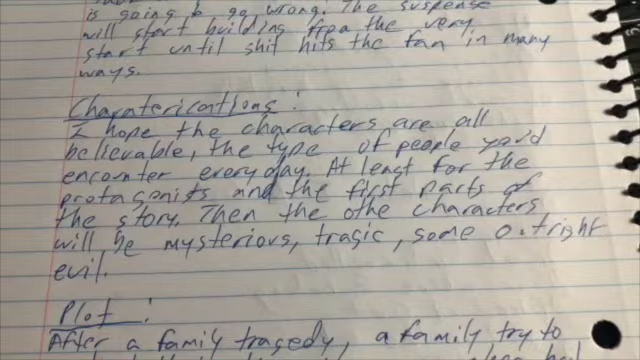 is going to go wrong. The suspense
will start building from the very
start until shit hits the fan in many
ways.
Charaterications:
I hope the characters are all
believable, the type of people you'd
encounter everyday. At least for the
protagonists and the first parts of
the story. Then the othe characters
will be mysterious, tragic, some outright
evil.
Plot:
After a family tragedy, a family try to